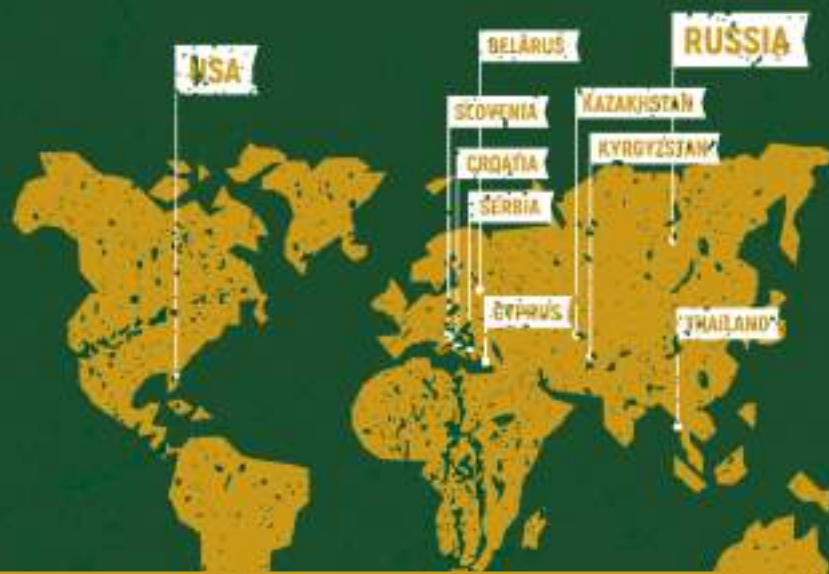 USA
BELARUS
RUSSIA
SLOVENIA
KAZAKHSTAN
CROATIA
KYRGYZSTAN
SERBIA
CYPRUS
THAILAND